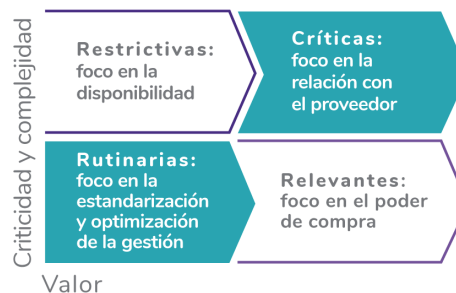 Criticidad y complejidad
Restrictivas:
foco en la
disponibilidad
Críticas:
foco en la
relación con
el proveedor
Rutinarias:
foco en la
estandarización
y optimización
de la gestión
Relevantes:
foco en el poder
de compra
Valor